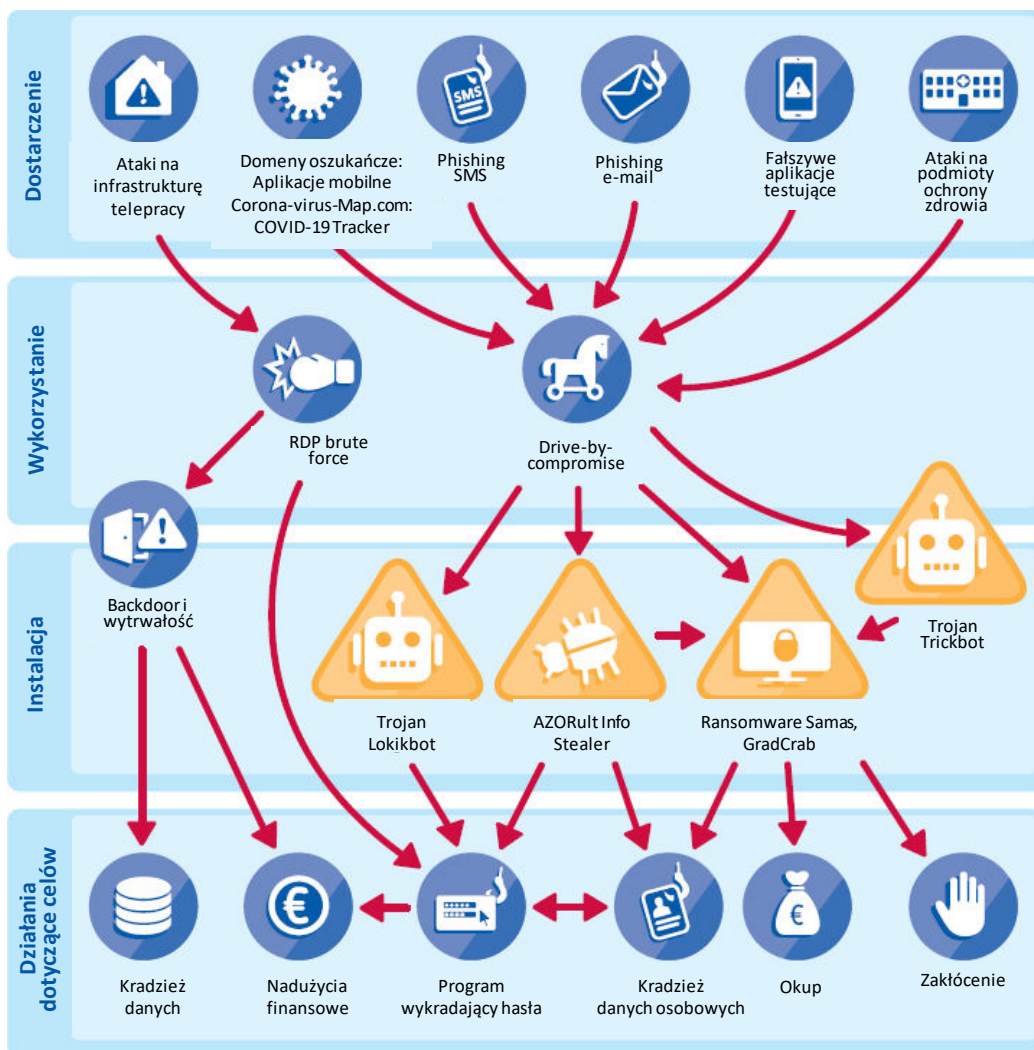 Dostarczenie
Ataki na
infrastrukturę
telepracy
Domeny oszukańcze:
Aplikacje mobilne
Corona-virus-Map.com:
COVID-19 Tracker
SMS
Phishing
SMS
Phishing
e-mail
Fałszywe
aplikacje
testujące
Ataki na
podmioty
ochrony
zdrowia
Wykorzystanie
RDP brute
force
Drive-by-
compromise
Instalacja
Backdoor i
wytrwałość
Trojan
Lokikbot
AZORult Info
Stealer
Ransomware Samas,
GradCrab
Trojan
Trickbot
Działania
dotyczące celów
Kradzież
danych
€
Nadużycia
finansowe
Program
wykradający hasła
Kradzież
danych osobowych
€
Okup
Zakłócenie